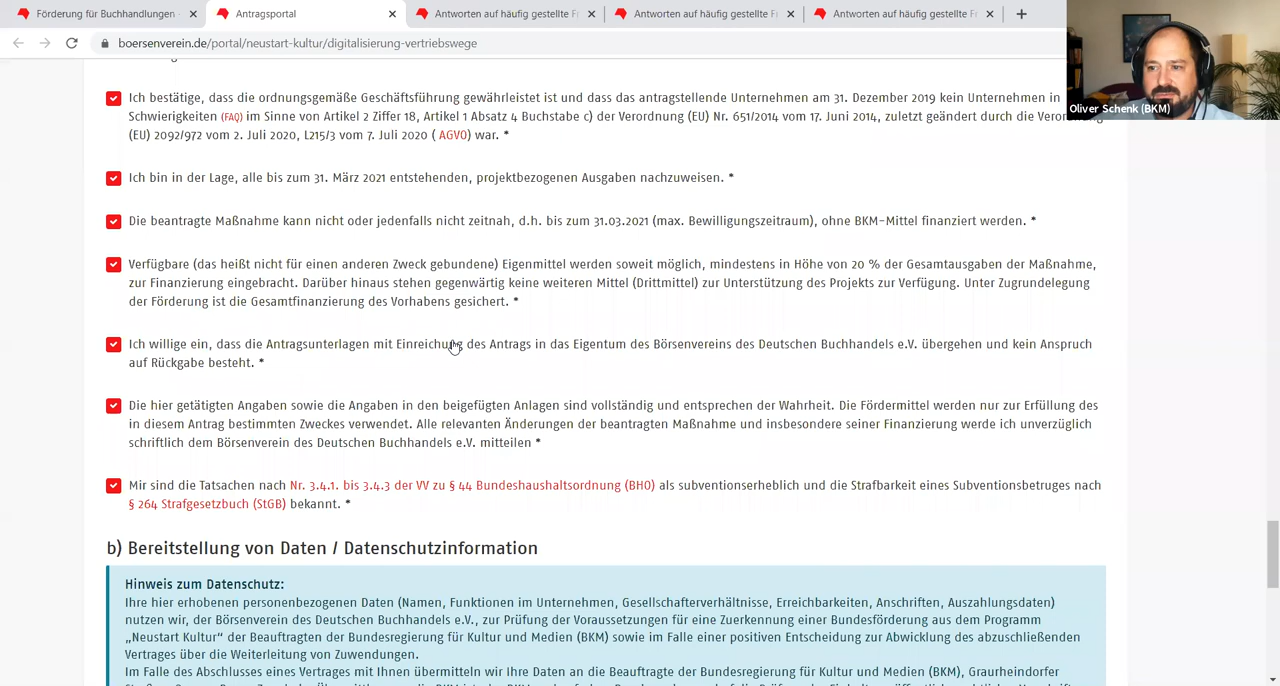 Förderung für Buchhandlungen
Antragsportal
Antworten auf häufig gestellte F
Antworten auf häufig gestellte F
Antworten auf häufig gestellte F
boersenverein.de/portal/neustart-kultur/digitalisierung-vertriebswege
Oliver Schenk (BKM)
Ich bestätige, dass die ordnungsgemäße Geschäftsführung gewährleistet ist und dass das antragstellende Unternehmen am 31. Dezember 2019 kein Unternehmen in
Schwierigkeiten (FAQ) im Sinne von Artikel 2 Ziffer 18, Artikel 1 Absatz 4 Buchstabe c) der Verordnung (EU) Nr. 651/2014 vom 17. Juni 2014, zuletzt geändert durch die
(EU) 2092/972 vom 2. Juli 2020, L215/3 vom 7. Juli 2020 ( AGVO) war. *
Ich bin in der Lage, alle bis zum 31. März 2021 entstehenden, projektbezogenen Ausgaben nachzuweisen. *
Die beantragte Maßnahme kann nicht oder jedenfalls nicht zeitnah, d.h. bis zum 31.03.2021 (max. Bewilligungszeitraum), ohne BKM-Mittel finanziert werden. *
Verfügbare (das heißt nicht für einen anderen Zweck gebundene) Eigenmittel werden soweit möglich, mindestens in Höhe von 20 % der Gesamtausgaben der Maßnahme,
zur Finanzierung eingebracht. Darüber hinaus stehen gegenwärtig keine weiteren Mittel (Drittmittel) zur Unterstützung des Projekts zur Verfügung. Unter Zugrundelegung
der Förderung ist die Gesamtfinanzierung des Vorhabens gesichert. *
Ich willige ein, dass die Antragsunterlagen mit Einreichung des Antrags in das Eigentum des Börsenvereins des Deutschen Buchhandels e.V. übergehen und kein Anspruch
auf Rückgabe besteht. *
Die hier getätigten Angaben sowie die Angaben in den beigefügten Anlagen sind vollständig und entsprechen der Wahrheit. Die Fördermittel werden nur zur Erfüllung des
in diesem Antrag bestimmten Zweckes verwendet. Alle relevanten Änderungen der beantragten Maßnahme und insbesondere seiner Finanzierung werde ich unverzüglich
schriftlich dem Börsenverein des Deutschen Buchhandels e.V. mitteilen *
Mir sind die Tatsachen nach Nr. 3.4.1. bis 3.4.3 der VV zu § 44 Bundeshaushaltsordnung (BHO) als subventionserheblich und die Strafbarkeit eines Subventionsbetruges nach
§ 264 Strafgesetzbuch (StGB) bekannt. *
b) Bereitstellung von Daten / Datenschutzinformation
Hinweis zum Datenschutz:
Ihre hier erhobenen personenbezogenen Daten (Namen, Funktionen im Unternehmen, Gesellschafterverhältnisse, Erreichbarkeiten, Anschriften, Auszahlungsdaten)
nutzen wir, der Börsenverein des Deutschen Buchhandels e.V., zur Prüfung der Voraussetzungen für eine Zuerkennung einer Bundesförderung aus dem Programm
„Neustart Kultur“ der Beauftragten der Bundesregierung für Kultur und Medien (BKM) sowie im Falle einer positiven Entscheidung zur Abwicklung des abzuschließenden
Vertrages über die Weiterleitung von Zuwendungen.
Im Falle des Abschlusses eines Vertrages mit Ihnen übermitteln wir Ihre Daten an die Beauftragte der Bundesregierung für Kultur und Medien (BKM), Graurheindorfer